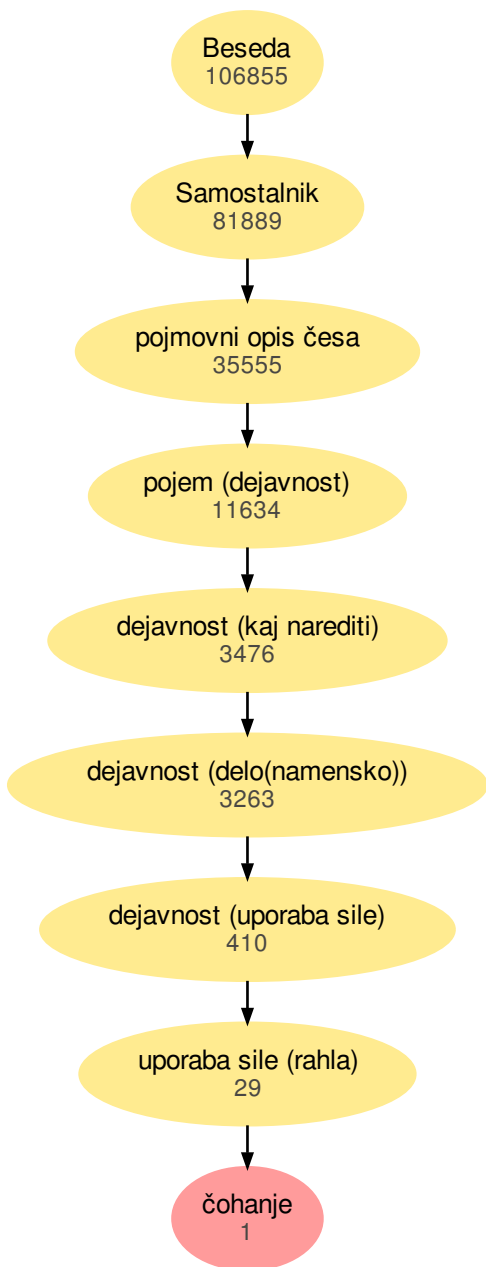 Beseda
106855
Samostalnik
81889
pojmovni opis česa
35555
pojem (dejavnost)
11634
dejavnost (kaj narediti)
3476
dejavnost (delo(namensko))
3263
dejavnost (uporaba sile)
410
uporaba sile (rahla)
29
čohanje
1